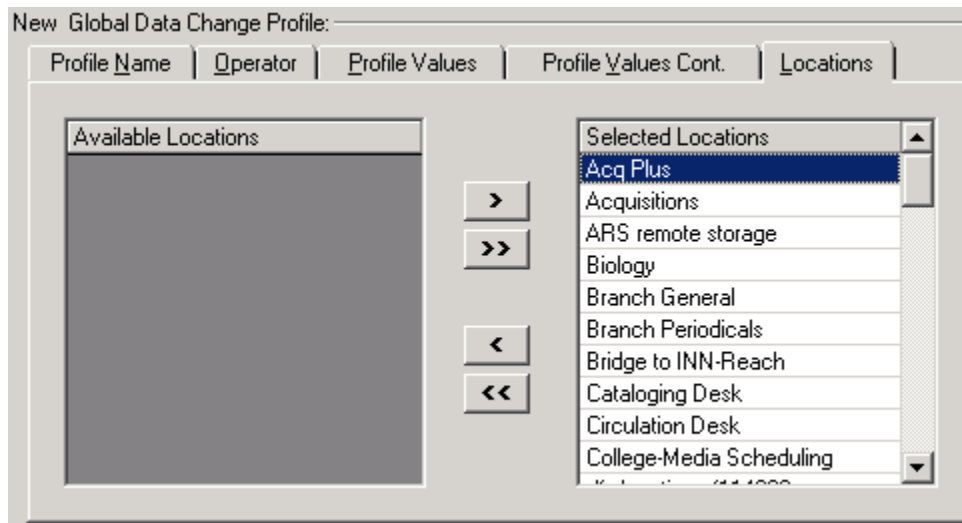 New Global Data Change Profile:
Profile Name Operator Profile Values Profile Values Cont. Locations
Available Locations
Selected Locations
Acq Plus
Acquisitions
ARS remote storage
Biology
Branch General
Branch Periodicals
Bridge to INN-Reach
Cataloging Desk
Circulation Desk
College-Media Scheduling
>
>>
<
<<